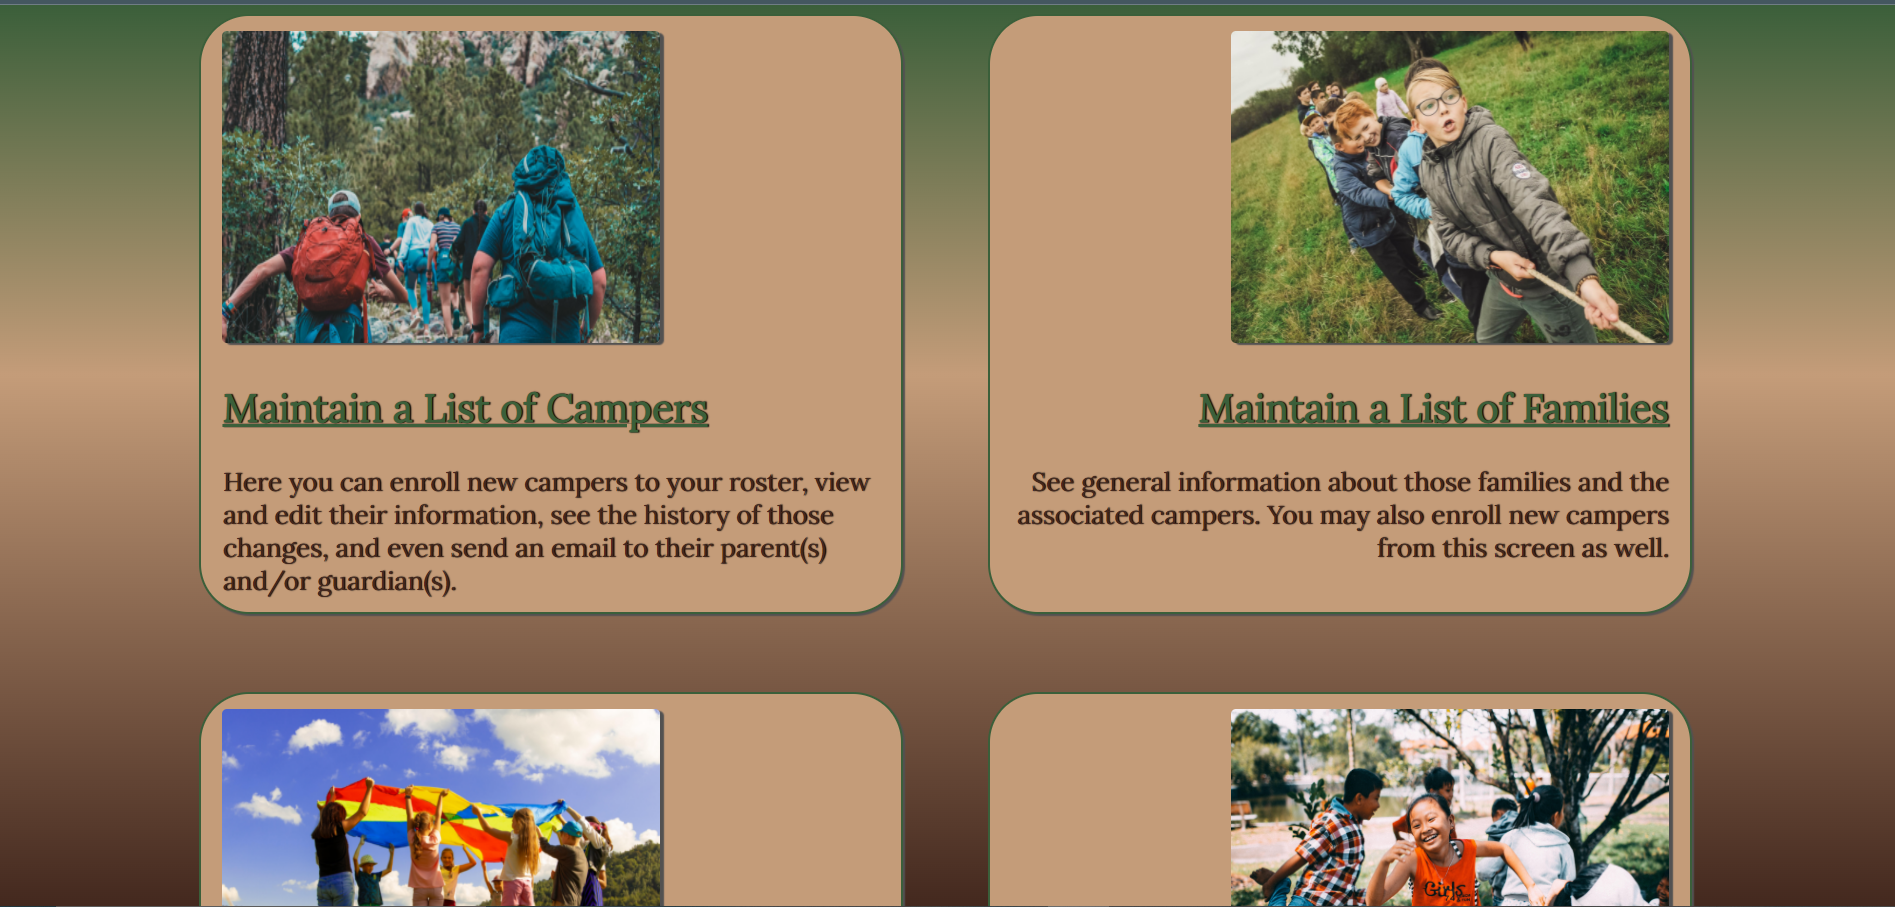 Maintain a List of Campers
Here you can enroll new campers to your roster, view
and edit their information, see the history of those
changes, and even send an email to their parent(s)
and/or guardian(s).
Maintain a List of Families
See general information about those families and the
associated campers. You may also enroll new campers
from this screen as well.
Girls